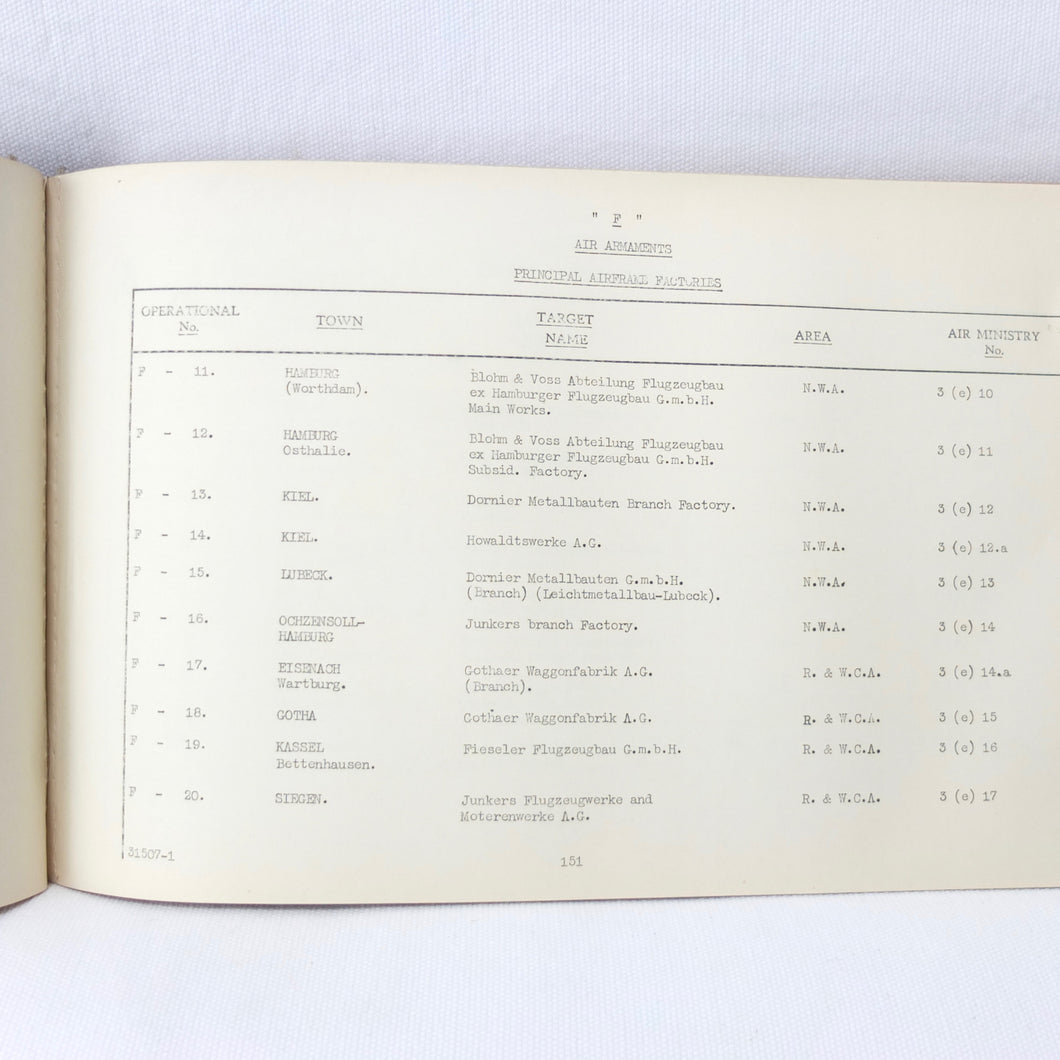 " F "
AIR ARMAMENTS
PRINCIPAL AIRFRAME FACTORIES
OPERATIONAL No. TOWN TARGET NAME AREA AIR MINISTRY No.
F - 11. HAMBURG Blohm & Voss Abteilung Flugzeugbau N.W.A. 3 (e) 10
(Worthdam). ex Hamburger Flugzeugbau G.m.b.H.
Main Works.
F - 12. HAMBURG Blohm & Voss Abteilung Flugzeugbau N.W.A. 3 (e) 11
Osthalie. ex Hamburger Flugzeugbau G.m.b.H.
Subsid. Factory.
F - 13. KIEL. Dornier Metallbauten Branch Factory. N.W.A. 3 (e) 12
F - 14. KIEL. Howaldtswerke A.G. N.W.A. 3 (e) 12.a
F - 15. LUBECK. Dornier Metallbauten G.m.b.H. N.W.A. 3 (e) 13
(Branch) (Leichtmetallbau-Lubeck).
F - 16. OCHZENSOLL- Junkers branch Factory. N.W.A. 3 (e) 14
HAMBURG
F - 17. EISENACH Gothaer Waggonfabrik A.G. R. & W.C.A. 3 (e) 14.a
Wartburg. (Branch).
F - 18. GOTHA Gothaer Waggonfabrik A.G. R. & W.C.A. 3 (e) 15
F - 19. KASSEL Fieseler Flugzeugbau G.m.b.H. R. & W.C.A. 3 (e) 16
Bettenhausen.
F - 20. SIEGEN. Junkers Flugzeugwerke and R. & W.C.A. 3 (e) 17
Moterenwerke A.G.
31507-1 151